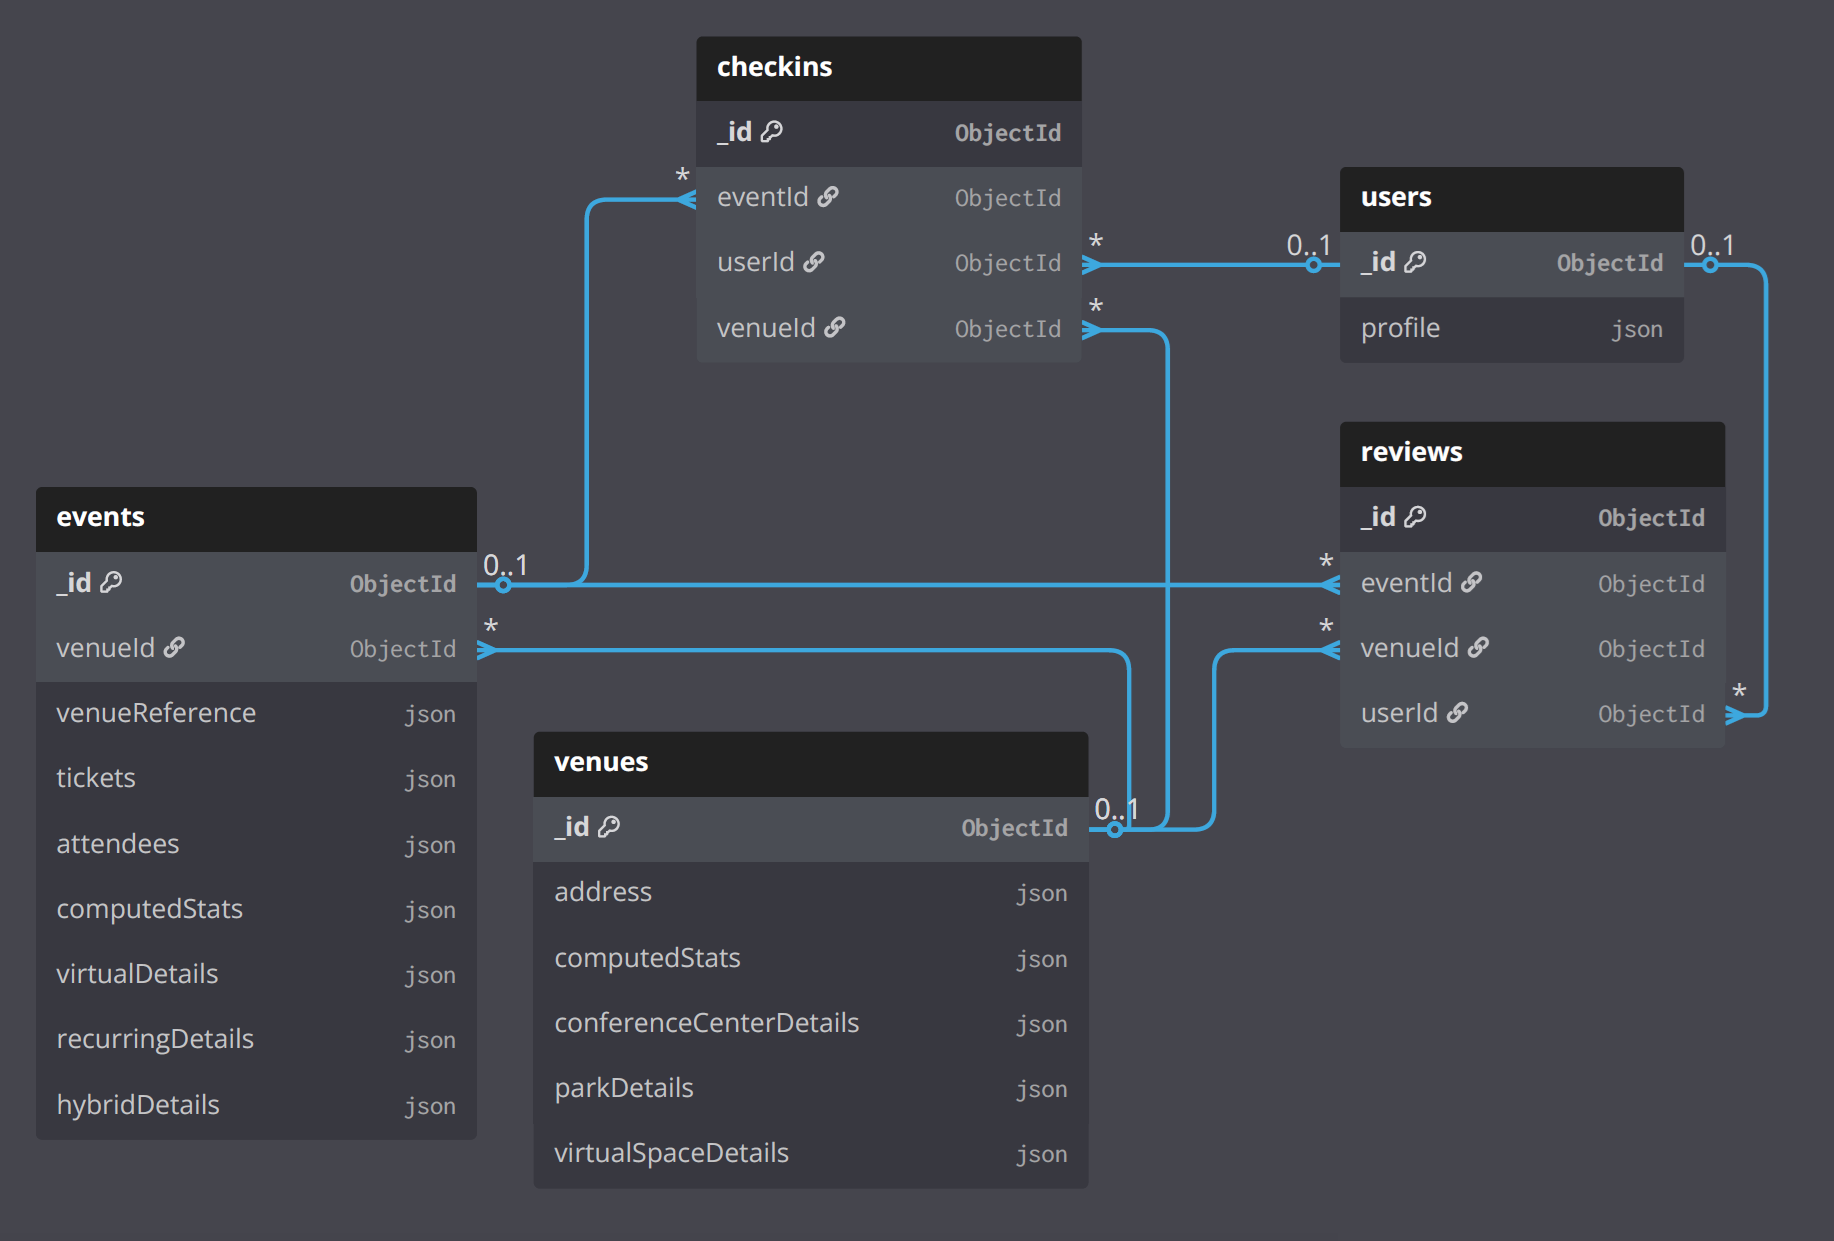 checkins
_id ObjectId
* eventId ObjectId
userId ObjectId *
venueId ObjectId *
users
0..1 _id ObjectId 0..1
profile json
reviews
_id ObjectId
* eventId ObjectId
* venueId ObjectId
userId ObjectId *
events
_id ObjectId 0..1
venueId ObjectId *
venueReference json
tickets json
attendees json
computedStats json
virtualDetails json
recurringDetails json
hybridDetails json
venues
_id ObjectId 0..1
address json
computedStats json
conferenceCenterDetails json
parkDetails json
virtualSpaceDetails json